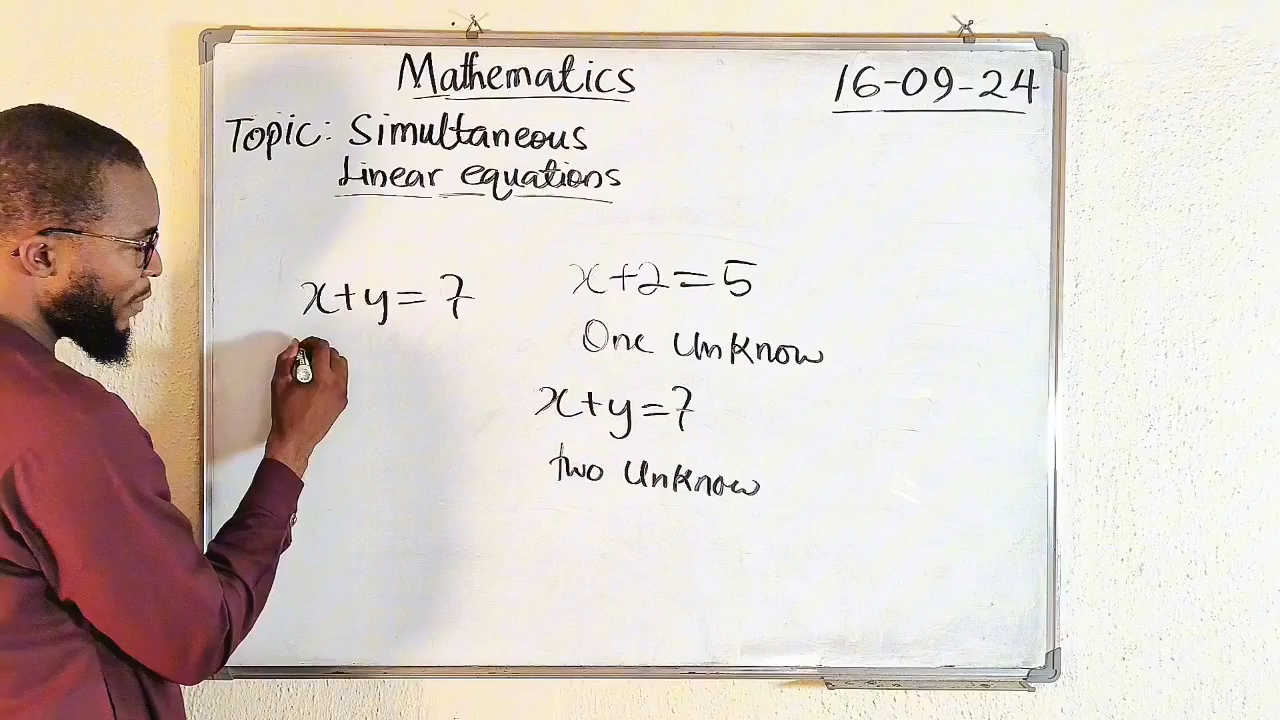 Mathematics
16-09-24
Topic: Simultaneous
Linear equations
x+y=7
x+2=5
One UnKnow
x+y=7
two UnKnow